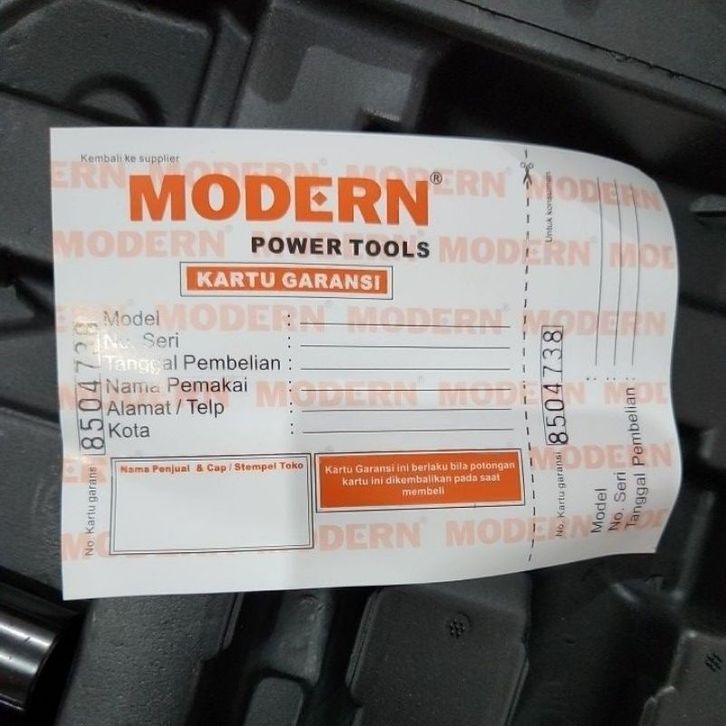 Kembali ke supplier
MODERN®
POWER TOOLS
KARTU GARANSI
Model :
No. Seri :
Tanggal Pembelian :
Nama Pemakai :
Alamat / Telp :
Kota :
No. Kartu garansi 8504738
Nama Penjual & Cap / Stempel Toko
Kartu Garansi ini berlaku bila potongan
kartu ini dikembalikan pada saat
membeli
Untuk konsumen
No. Kartu garansi 8504738
Model :
No. Seri :
Tanggal Pembelian :